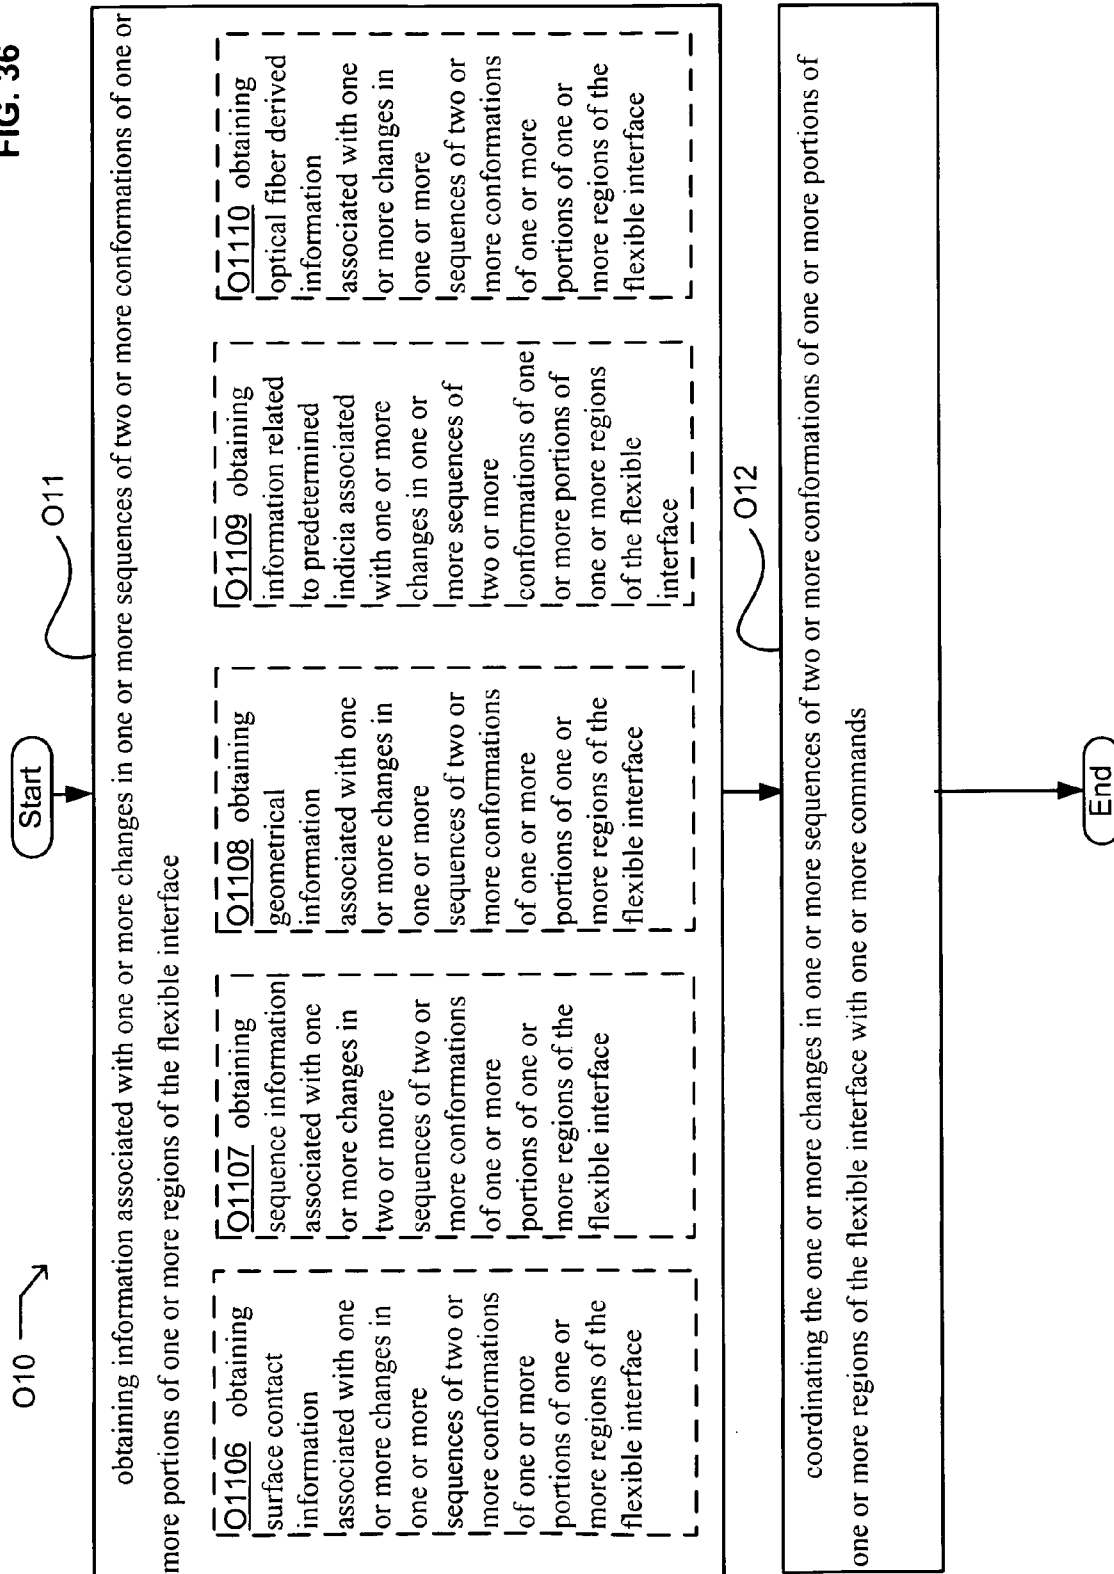 FIG. 36
O10
Start
O11
obtaining information associated with one or more changes in one or more sequences of two or more conformations of one or
more portions of one or more regions of the flexible interface
O1106 obtaining
surface contact
information
associated with one
or more changes in
one or more
sequences of two or
more conformations
of one or more
portions of one or
more regions of the
flexible interface
O1107 obtaining
sequence information
associated with one
or more changes in
two or more
sequences of two or
more conformations
of one or more
portions of one or
more regions of the
flexible interface
O1108 obtaining
geometrical
information
associated with one
or more changes in
one or more
sequences of two or
more conformations
of one or more
portions of one or
more regions of the
flexible interface
O1109 obtaining
information related
to predetermined
indicia associated
with one or more
changes in one or
more sequences of
two or more
conformations of one
or more portions of
one or more regions
of the flexible
interface
O1110 obtaining
optical fiber derived
information
associated with one
or more changes in
one or more
sequences of two or
more conformations
of one or more
portions of one or
more regions of the
flexible interface
O12
coordinating the one or more changes in one or more sequences of two or more conformations of one or more portions of
one or more regions of the flexible interface with one or more commands
End